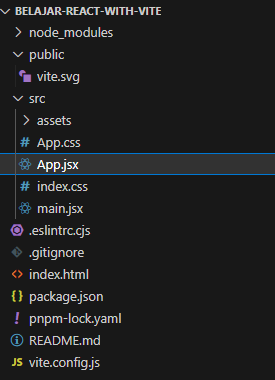 BELAJAR-REACT-WITH-VITE
node_modules
public
vite.svg
src
assets
# App.css
App.jsx
# index.css
main.jsx
.eslintrc.cjs
.gitignore
<> index.html
{} package.json
! pnpm-lock.yaml
README.md
JS vite.config.js